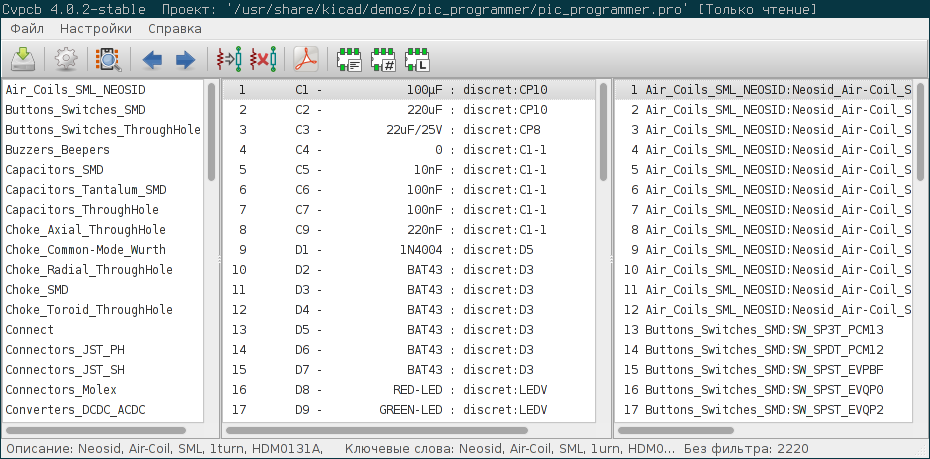 Cvpcb 4.0.2-stable  Проект: '/usr/share/kicad/demos/pic_programmer/pic_programmer.pro' [Только чтение]
Файл Настройки Справка
# L
Air_Coils_SML_NEOSID
Buttons_Switches_SMD
Buttons_Switches_ThroughHole
Buzzers_Beepers
Capacitors_SMD
Capacitors_Tantalum_SMD
Capacitors_ThroughHole
Choke_Axial_ThroughHole
Choke_Common-Mode_Wurth
Choke_Radial_ThroughHole
Choke_SMD
Choke_Toroid_ThroughHole
Connect
Connectors_JST_PH
Connectors_JST_SH
Connectors_Molex
Converters_DCDC_ACDC
1 C1 - 100µF : discret:CP10
2 C2 - 220uF : discret:CP10
3 C3 - 22uF/25V : discret:CP8
4 C4 - 0 : discret:C1-1
5 C5 - 10nF : discret:C1-1
6 C6 - 100nF : discret:C1-1
7 C7 - 100nF : discret:C1-1
8 C9 - 220nF : discret:C1-1
9 D1 - 1N4004 : discret:D5
10 D2 - BAT43 : discret:D3
11 D3 - BAT43 : discret:D3
12 D4 - BAT43 : discret:D3
13 D5 - BAT43 : discret:D3
14 D6 - BAT43 : discret:D3
15 D7 - BAT43 : discret:D3
16 D8 - RED-LED : discret:LEDV
17 D9 - GREEN-LED : discret:LEDV
1 Air_Coils_SML_NEOSID:Neosid_Air-Coil_S
2 Air_Coils_SML_NEOSID:Neosid_Air-Coil_S
3 Air_Coils_SML_NEOSID:Neosid_Air-Coil_S
4 Air_Coils_SML_NEOSID:Neosid_Air-Coil_S
5 Air_Coils_SML_NEOSID:Neosid_Air-Coil_S
6 Air_Coils_SML_NEOSID:Neosid_Air-Coil_S
7 Air_Coils_SML_NEOSID:Neosid_Air-Coil_S
8 Air_Coils_SML_NEOSID:Neosid_Air-Coil_S
9 Air_Coils_SML_NEOSID:Neosid_Air-Coil_S
10 Air_Coils_SML_NEOSID:Neosid_Air-Coil_S
11 Air_Coils_SML_NEOSID:Neosid_Air-Coil_S
12 Air_Coils_SML_NEOSID:Neosid_Air-Coil_S
13 Buttons_Switches_SMD:SW_SP3T_PCM13
14 Buttons_Switches_SMD:SW_SPDT_PCM12
15 Buttons_Switches_SMD:SW_SPST_EVPBF
16 Buttons_Switches_SMD:SW_SPST_EVQP0
17 Buttons_Switches_SMD:SW_SPST_EVQP2
Описание: Neosid, Air-Coil, SML, 1turn, HDM0131A, Ключевые слова: Neosid, Air-Coil, SML, 1urn, HDM0... Без фильтра: 2220